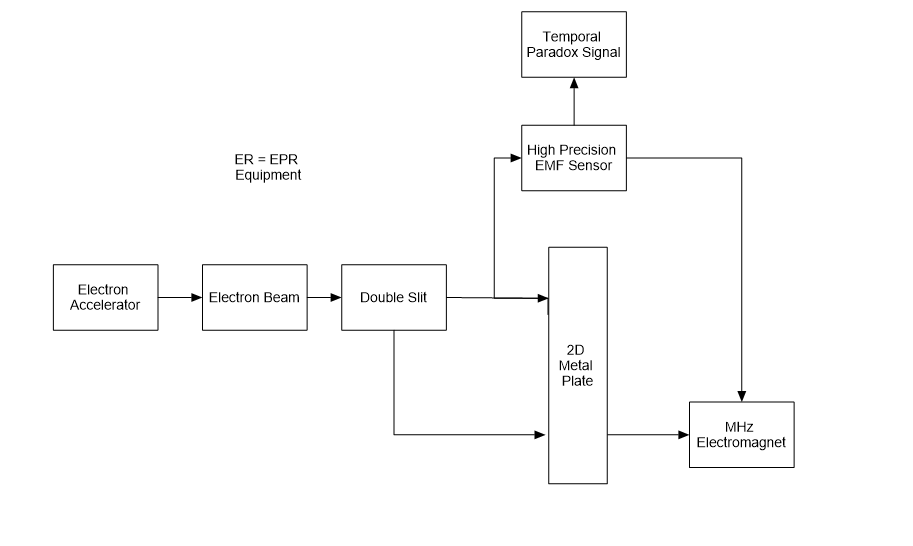 Temporal
Paradox Signal
High Precision
EMF Sensor
ER = EPR
Equipment
Electron
Accelerator
Electron Beam
Double Slit
2D
Metal
Plate
MHz
Electromagnet